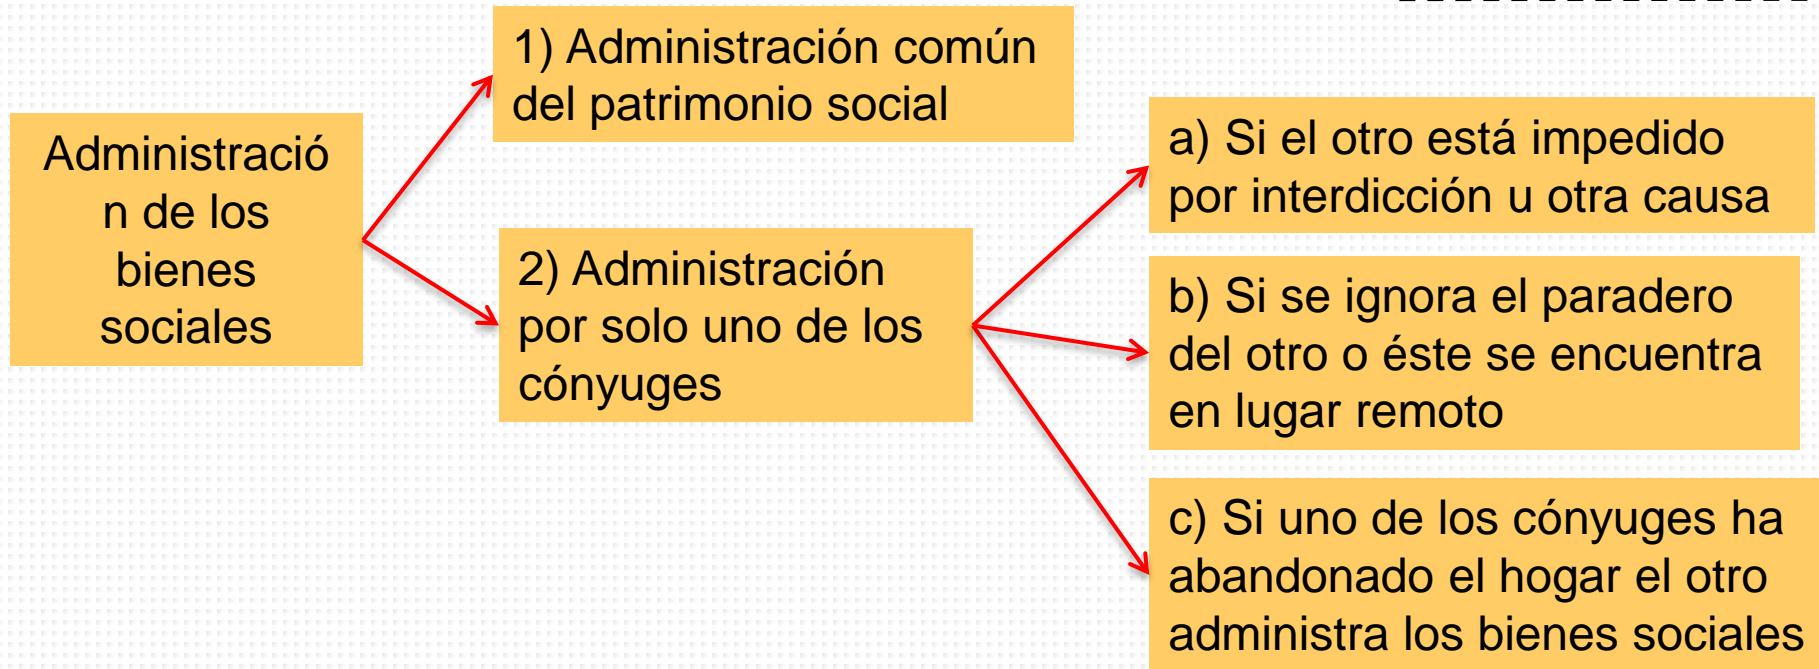 Administració
n de los
bienes
sociales
1) Administración común
del patrimonio social
2) Administración
por solo uno de los
cónyuges
a) Si el otro está impedido
por interdicción u otra causa
b) Si se ignora el paradero
del otro o éste se encuentra
en lugar remoto
c) Si uno de los cónyuges ha
abandonado el hogar el otro
administra los bienes sociales